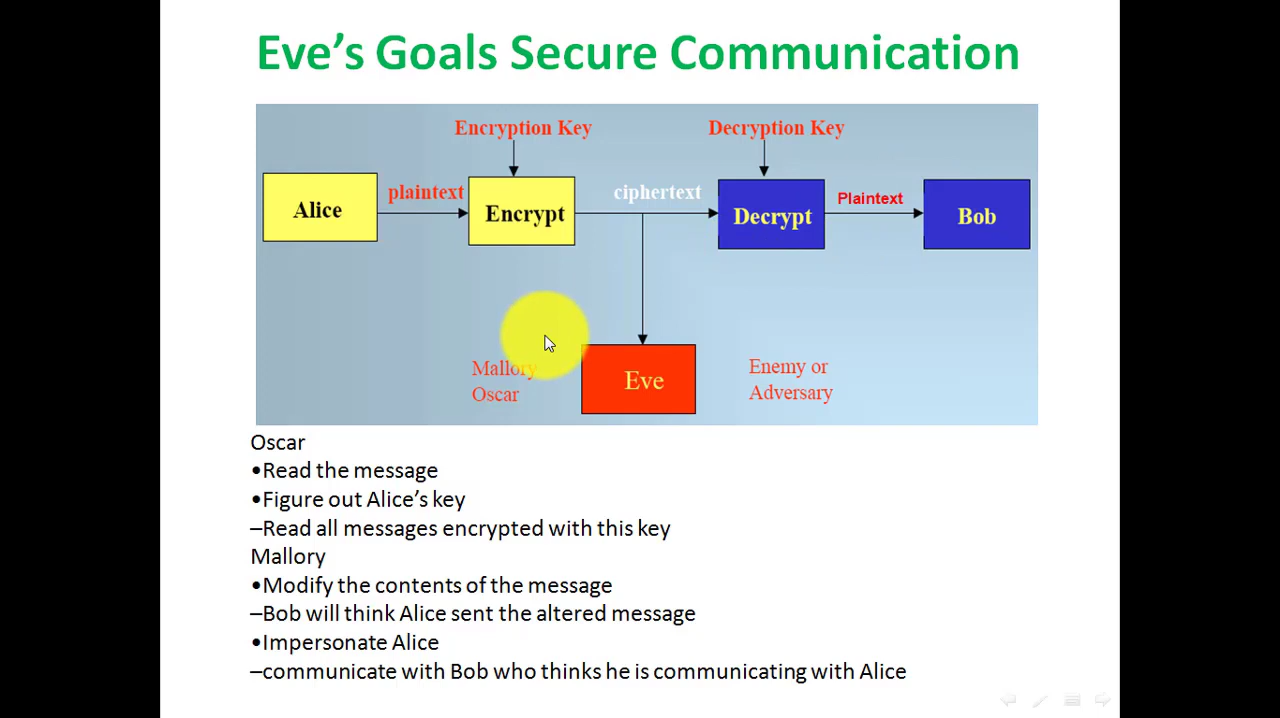 Eve's Goals Secure Communication
Encryption Key
Decryption Key
Alice
plaintext
Encrypt
ciphertext
Decrypt
Plaintext
Bob
Mallory
Oscar
Eve
Enemy or
Adversary
Oscar
•Read the message
•Figure out Alice's key
–Read all messages encrypted with this key
Mallory
•Modify the contents of the message
–Bob will think Alice sent the altered message
•Impersonate Alice
–communicate with Bob who thinks he is communicating with Alice